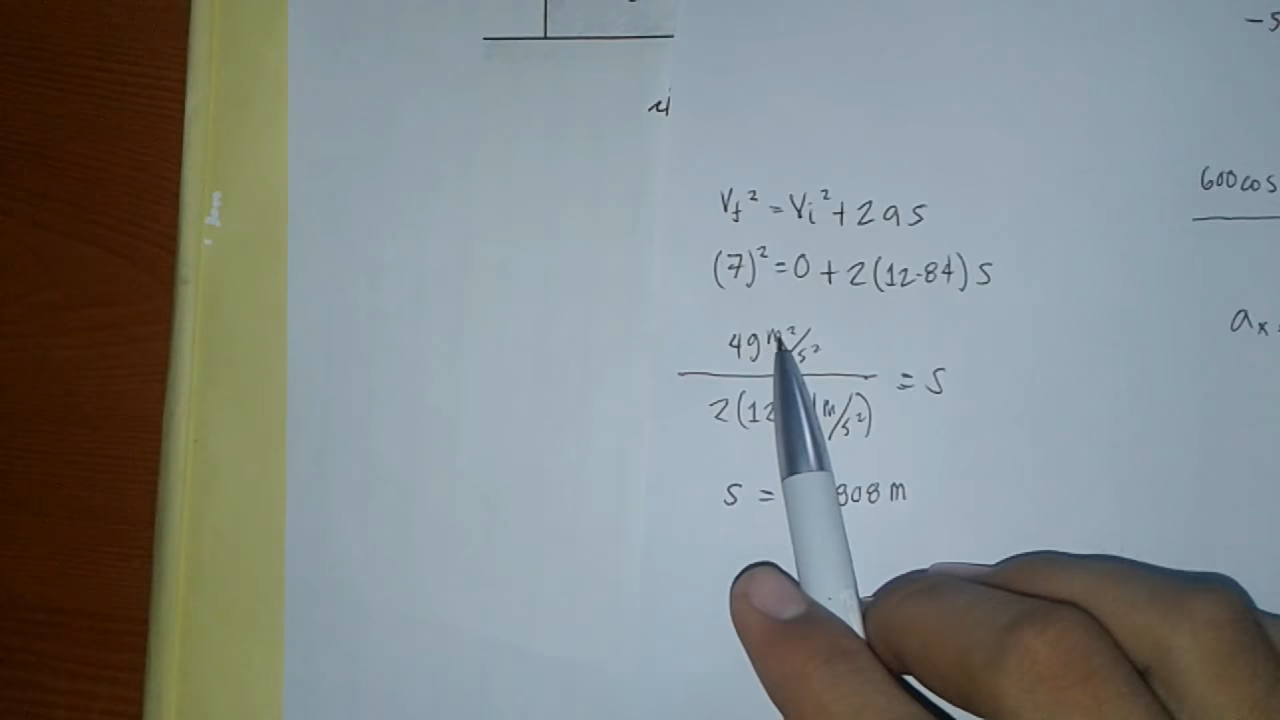 Vf² = Vi² + 2as
(7)² = 0 + 2(12.84)s
49 m²/s²
2(12 m/s²) = s
s = 808 m
600cos
ax